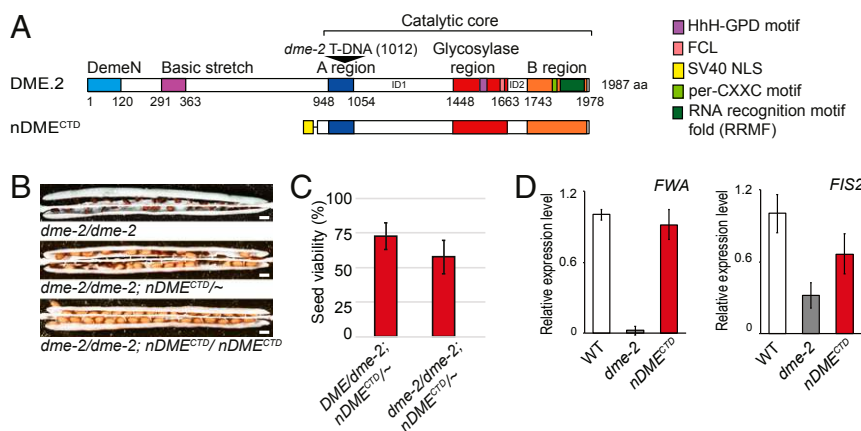 A
Catalytic core
dme-2 T-DNA (1012)
Glycosylase
DemeN Basic stretch A region region B region
DME.2
ID1 ID2
1987 aa
1 120 291 363 948 1054 1448 1663 1743 1978
nDME^CTD
HhH-GPD motif
FCL
SV40 NLS
per-CXXC motif
RNA recognition motif
fold (RRMF)
B
dme-2/dme-2
dme-2/dme-2; nDME^CTD/~
dme-2/dme-2; nDME^CTD/ nDME^CTD
C
Seed viability (%)
100
75
50
25
0
DME/dme-2;
nDME^CTD/~
dme-2/dme-2;
nDME^CTD/~
D
FWA
Relative expression level
1.2
0.6
0
WT
dme-2
nDME^CTD
FIS2
Relative expression level
1.2
0.6
0
WT
dme-2
nDME^CTD